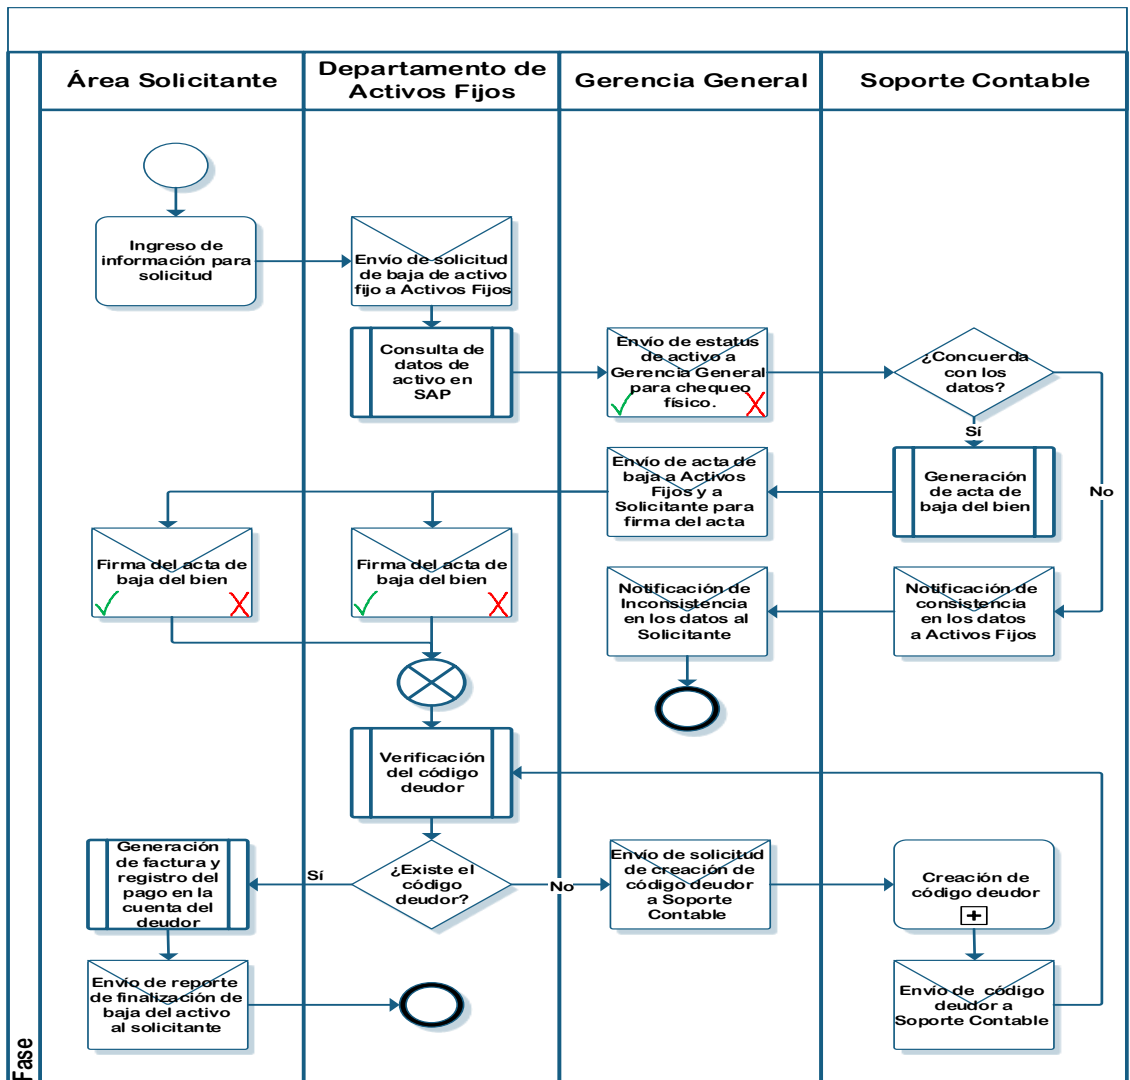 Área Solicitante
Departamento de
Activos Fijos
Gerencia General
Soporte Contable
Ingreso de
información para
solicitud
Envío de solicitud
de baja de activo
fijo a Activos Fijos
Consulta de
datos de
activo en
SAP
Envío de estatus
de activo a
Gerencia General
para chequeo
físico.
¿Concuerda
con los
datos?
Sí
No
Generación
de acta de
baja del bien
Envío de acta de
baja a Activos
Fijos y a
Solicitante para
firma del acta
Firma del acta de
baja del bien
Firma del acta de
baja del bien
Notificación de
Inconsistencia
en los datos al
Solicitante
Notificación de
consistencia
en los datos
a Activos Fijos
Verificación
del código
deudor
¿Existe el
código
deudor?
Sí
No
Generación
de factura y
registro del
pago en la
cuenta del
deudor
Envío de solicitud
de creación de
código deudor
a Soporte
Contable
Creación de
código deudor
Envío de reporte
de finalización de
baja del activo
al solicitante
Envío de código
deudor a
Soporte Contable
Fase